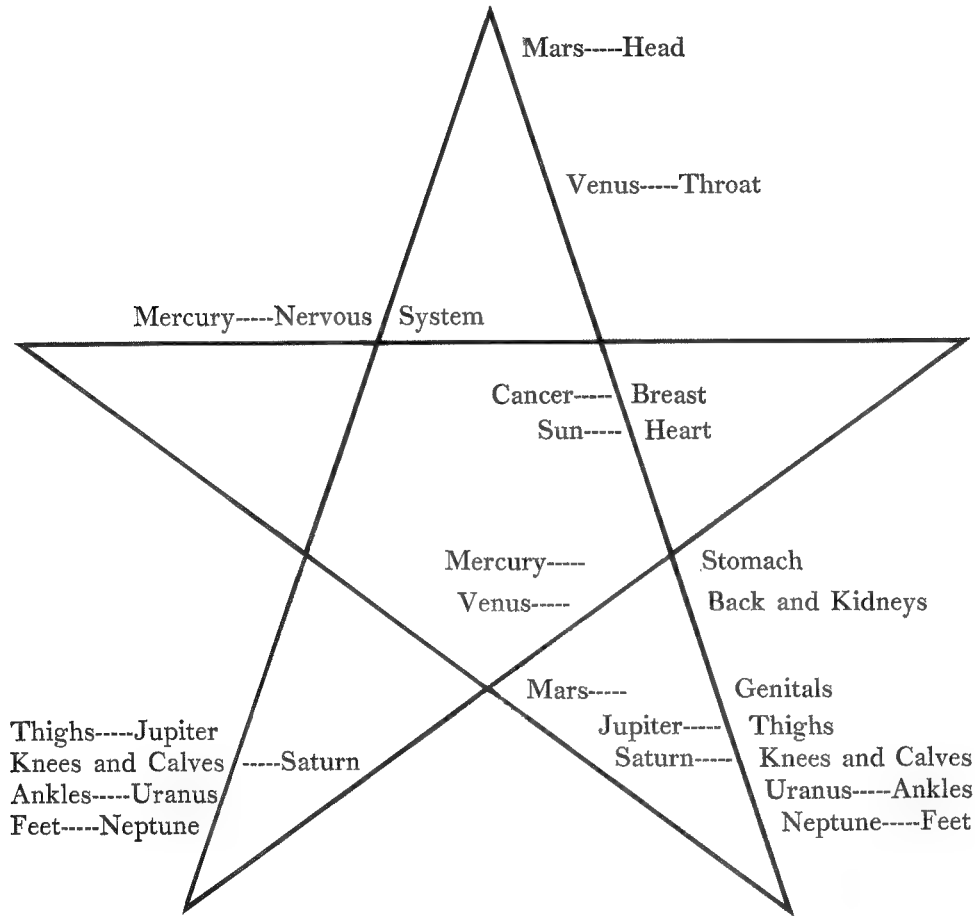 Mars-----Head
Venus-----Throat
Mercury-----Nervous System
Cancer----- Breast
Sun----- Heart
Mercury----- Stomach
Venus----- Back and Kidneys
Mars----- Genitals
Thighs-----Jupiter
Knees and Calves -----Saturn
Ankles-----Uranus
Feet-----Neptune
Jupiter----- Thighs
Saturn----- Knees and Calves
Uranus-----Ankles
Neptune-----Feet